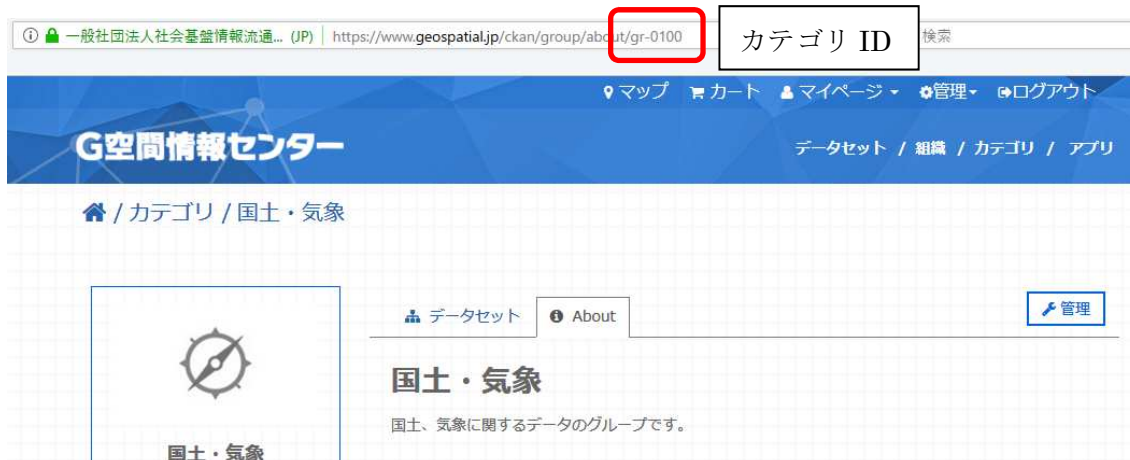 一般社団法人社会基盤情報流通... (JP) https://www.geospatial.jp/ckan/group/about/gr-0100 カテゴリ ID 検索
マップ カート マイページ 管理 ログアウト
G空間情報センター データセット / 組織 / カテゴリ / アプリ
/ カテゴリ / 国土・気象
データセット About 管理
国土・気象
国土、気象に関するデータのグループです。
国土・気象